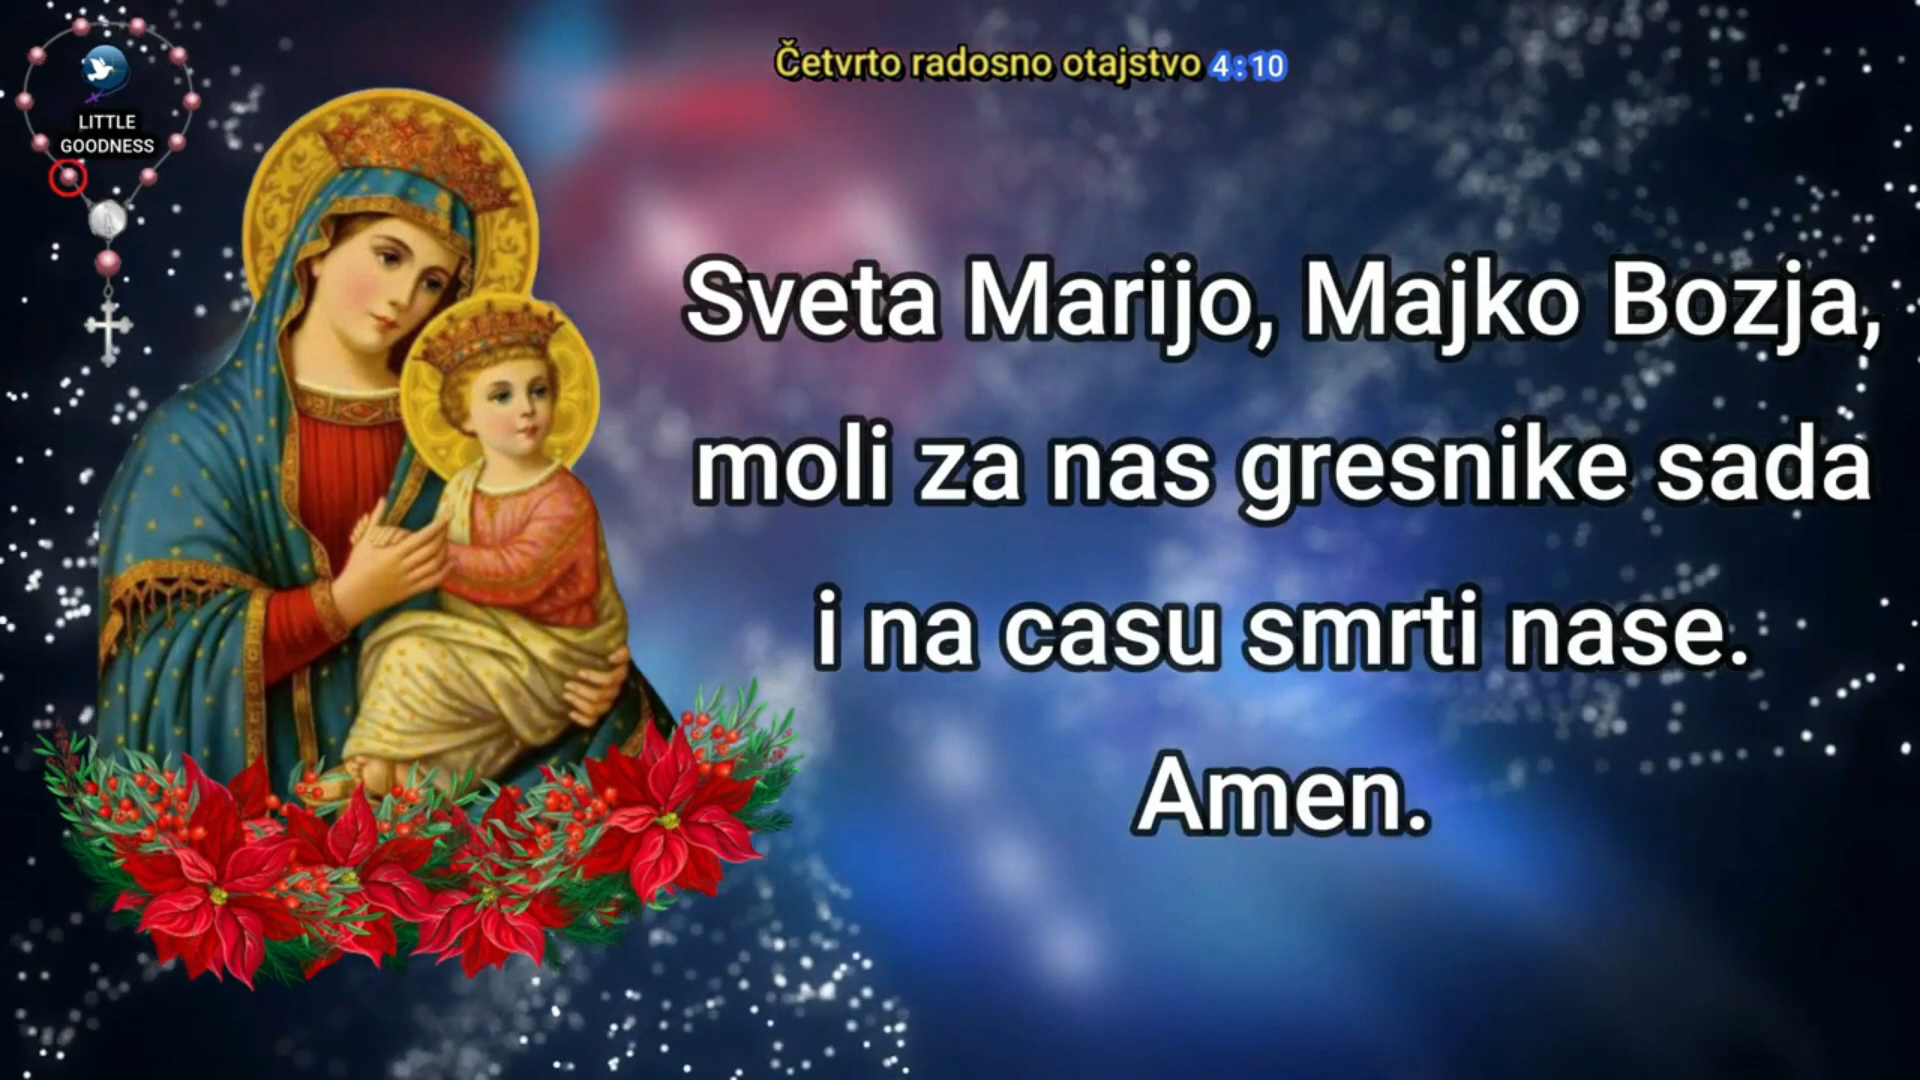 Četvrto radosno otajstvo 4:10
LITTLE
GOODNESS
Sveta Marijo, Majko Bozja,
moli za nas gresnike sada
i na casu smrti nase.
Amen.